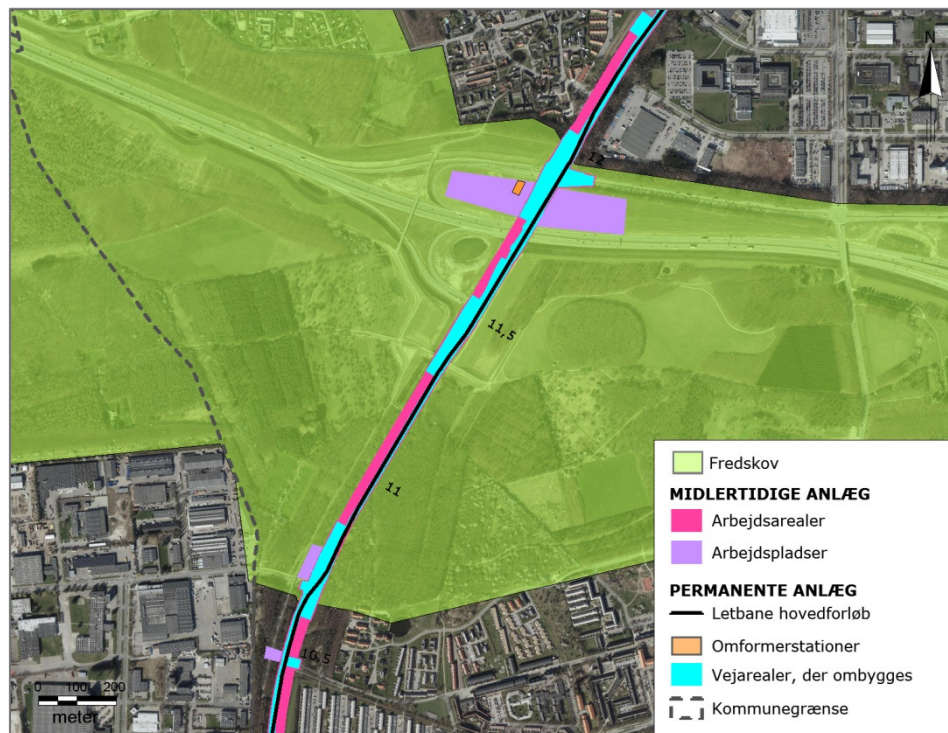 N
12
11,5
11
10,5
Fredskov
MIDLERTIDIGE ANLÆG
Arbejdsarealer
Arbejdspladser
PERMANENTE ANLÆG
Letbane hovedforløb
Omformerstationer
Vejarealer, der ombygges
Kommunegrænse
0 100 200
meter